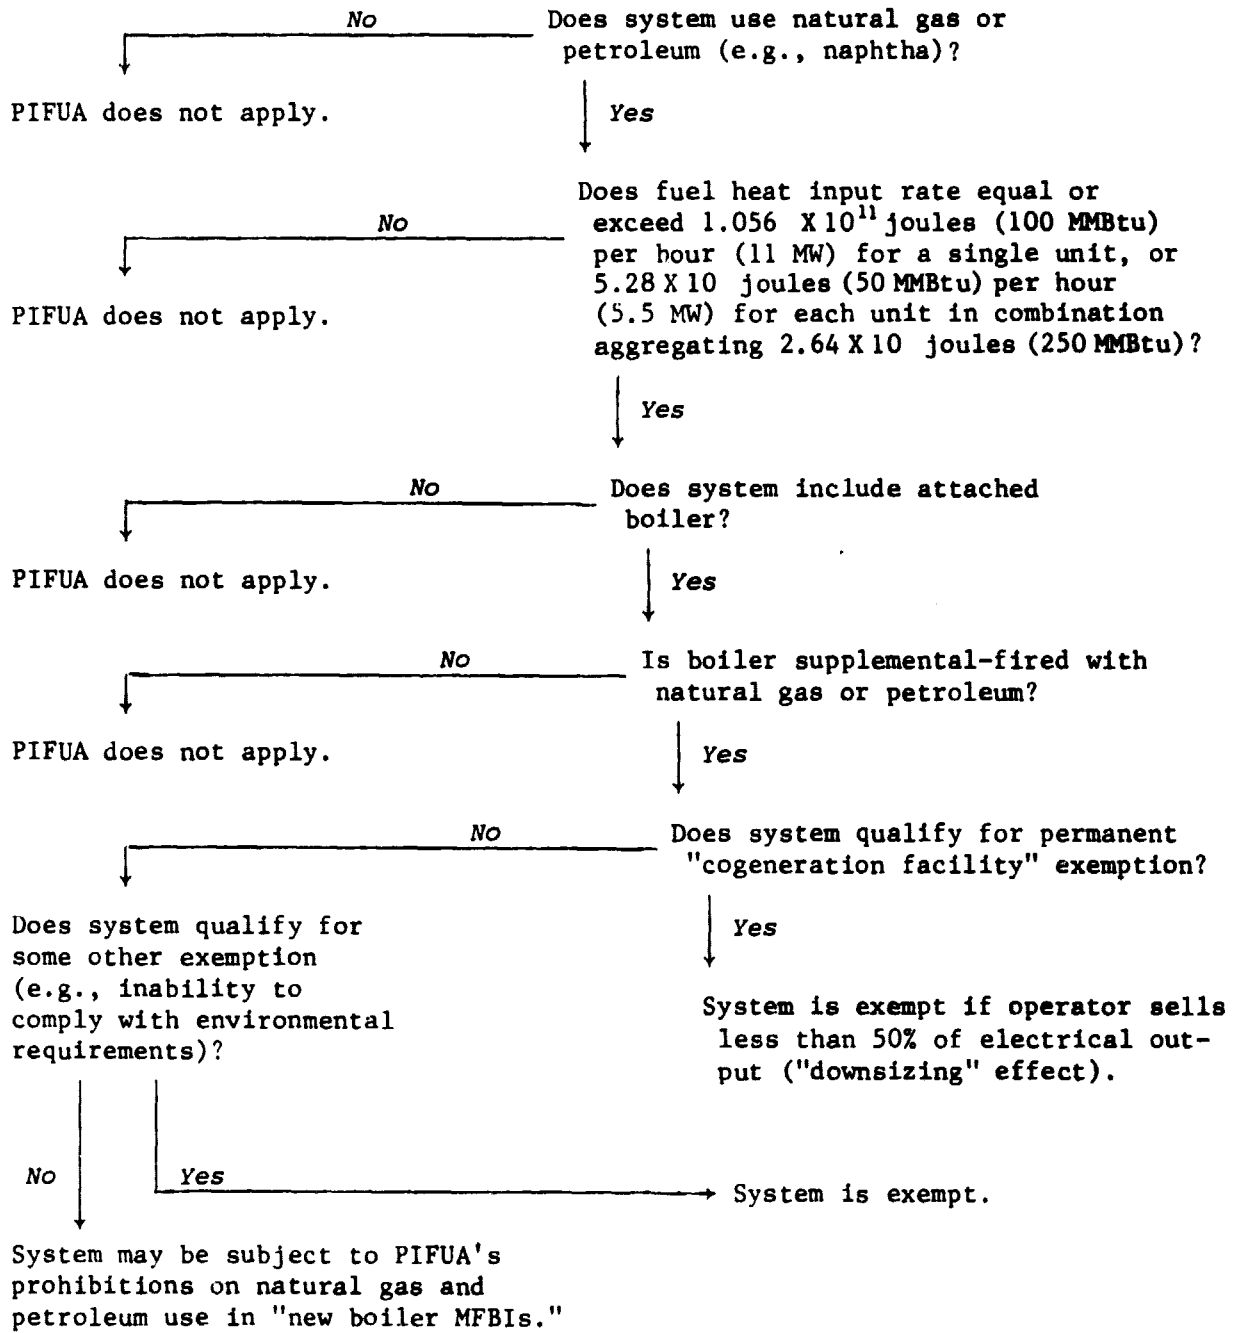 No
Does system use natural gas or
petroleum (e.g., naphtha)?
PIFUA does not apply.
Yes
Does fuel heat input rate equal or
exceed 1.056 X 10¹¹ joules (100 MMBtu)
per hour (11 MW) for a single unit, or
5.28 X 10 joules (50 MMBtu) per hour
(5.5 MW) for each unit in combination
aggregating 2.64 X 10 joules (250 MMBtu)?
No
PIFUA does not apply.
Yes
No
Does system include attached
boiler?
PIFUA does not apply.
Yes
No
Is boiler supplemental-fired with
natural gas or petroleum?
PIFUA does not apply.
Yes
No
Does system qualify for permanent
"cogeneration facility" exemption?
Yes
Does system qualify for
some other exemption
(e.g., inability to
comply with environmental
requirements)?
System is exempt if operator sells
less than 50% of electrical out-
put ("downsizing" effect).
No
Yes
System is exempt.
System may be subject to PIFUA's
prohibitions on natural gas and
petroleum use in "new boiler MFBIs."